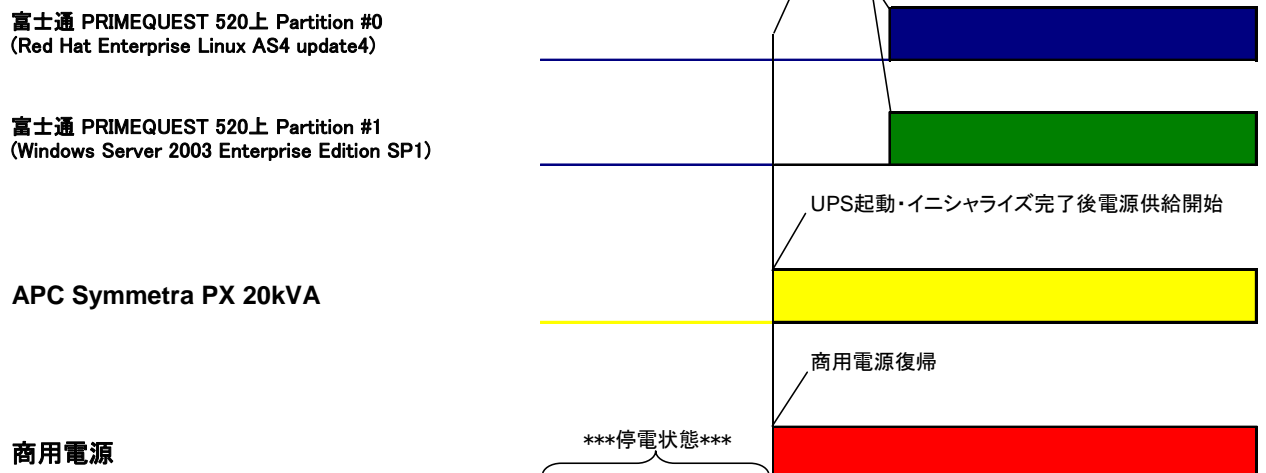 富士通 PRIMEQUEST 520上 Partition #0
(Red Hat Enterprise Linux AS4 update4)
富士通 PRIMEQUEST 520上 Partition #1
(Windows Server 2003 Enterprise Edition SP1)
UPS起動・イニシャライズ完了後電源供給開始
APC Symmetra PX 20kVA
商用電源復帰
***停電状態***
商用電源